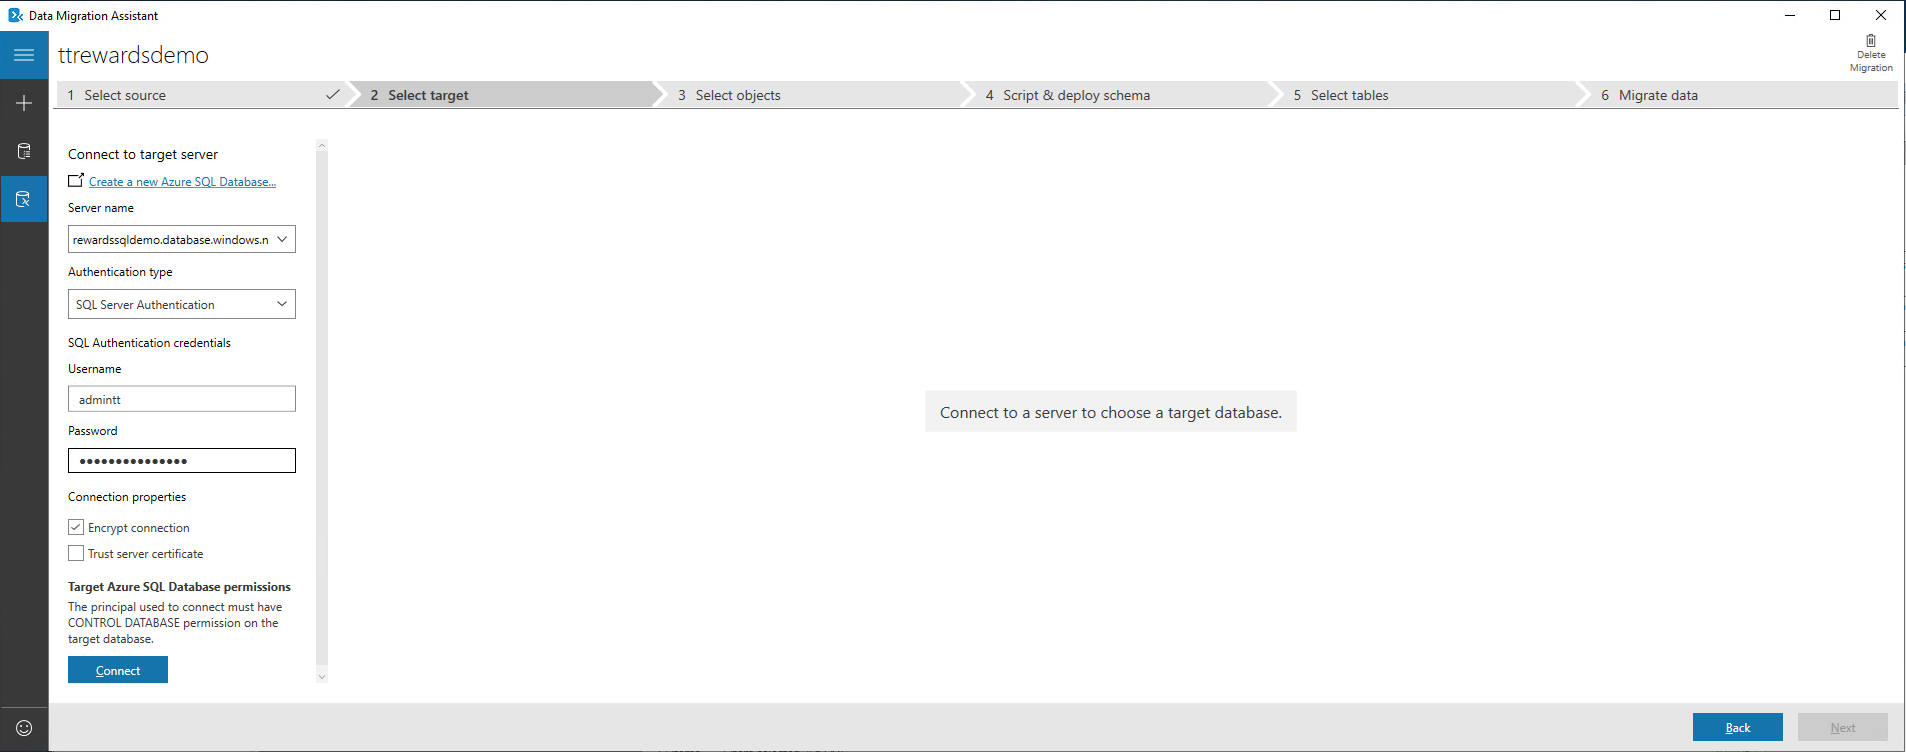 Data Migration Assistant
ttrewardsdemo
Delete
Migration
1 Select source
2 Select target
3 Select objects
4 Script & deploy schema
5 Select tables
6 Migrate data
Connect to target server
Create a new Azure SQL Database...
Server name
rewardssqldemo.database.windows.n
Authentication type
SQL Server Authentication
SQL Authentication credentials
Username
admintt
Password
Connection properties
Encrypt connection
Trust server certificate
Target Azure SQL Database permissions
The principal used to connect must have
CONTROL DATABASE permission on the
target database.
Connect
Connect to a server to choose a target database.
Back
Next